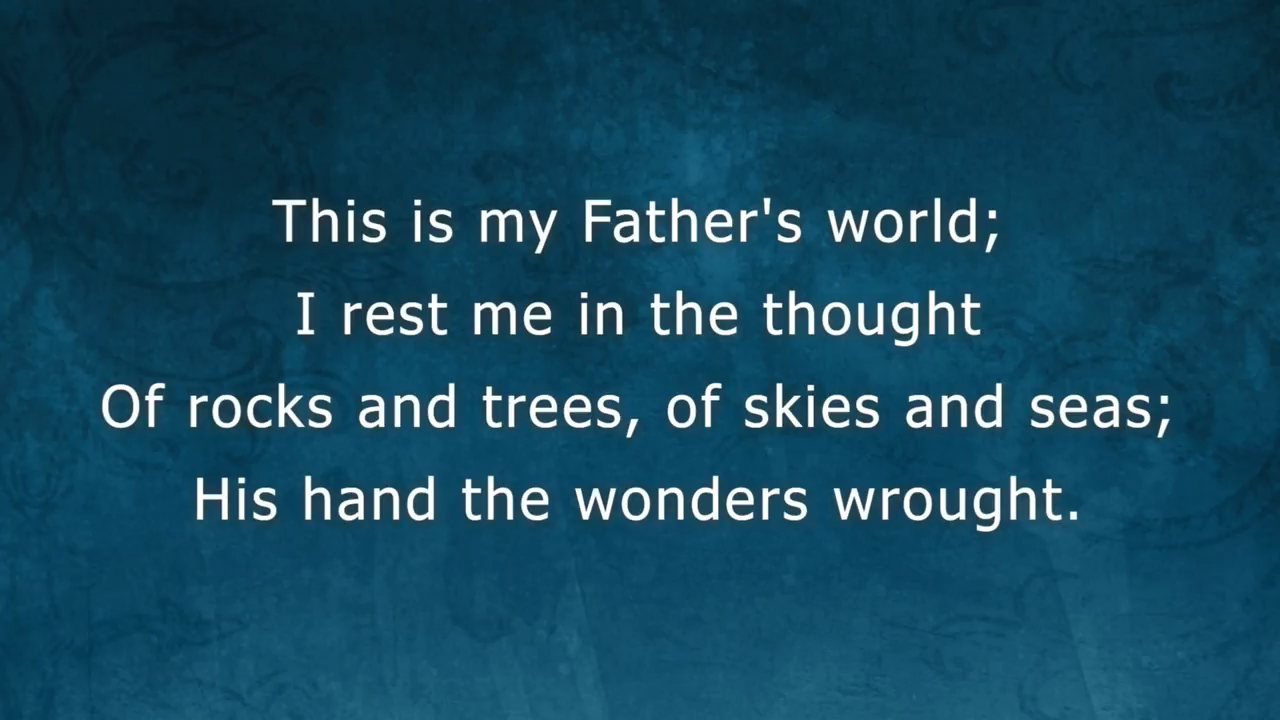 This is my Father's world;
I rest me in the thought
Of rocks and trees, of skies and seas;
His hand the wonders wrought.